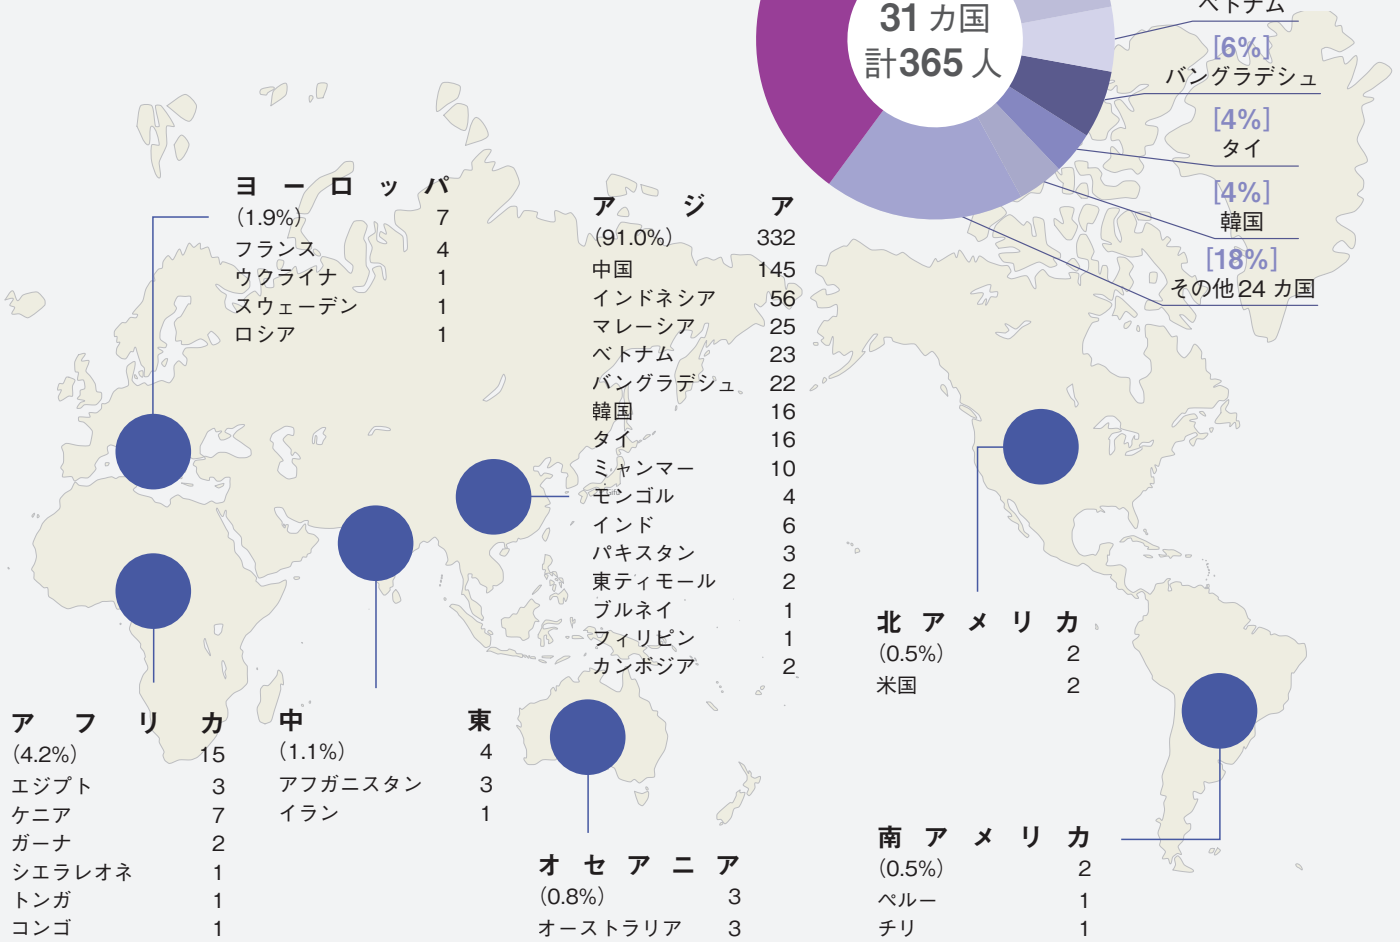 31 カ国
計365 人
ベトナム
[6%]
バングラデシュ
[4%]
タイ
[4%]
韓国
[18%]
その他24 カ国
ヨーロッパ
(1.9%) 7
フランス 4
ウクライナ 1
スウェーデン 1
ロシア 1
アジア
(91.0%) 332
中国 145
インドネシア 56
マレーシア 25
ベトナム 23
バングラデシュ 22
韓国 16
タイ 16
ミャンマー 10
モンゴル 4
インド 6
パキスタン 3
東ティモール 2
ブルネイ 1
フィリピン 1
カンボジア 2
北アメリカ
(0.5%) 2
米国 2
アフリカ
(4.2%) 15
エジプト 3
ケニア 7
ガーナ 2
シエラレオネ 1
トンガ 1
コンゴ 1
中東
(1.1%) 4
アフガニスタン 3
イラン 1
オセアニア
(0.8%) 3
オーストラリア 3
南アメリカ
(0.5%) 2
ペルー 1
チリ 1